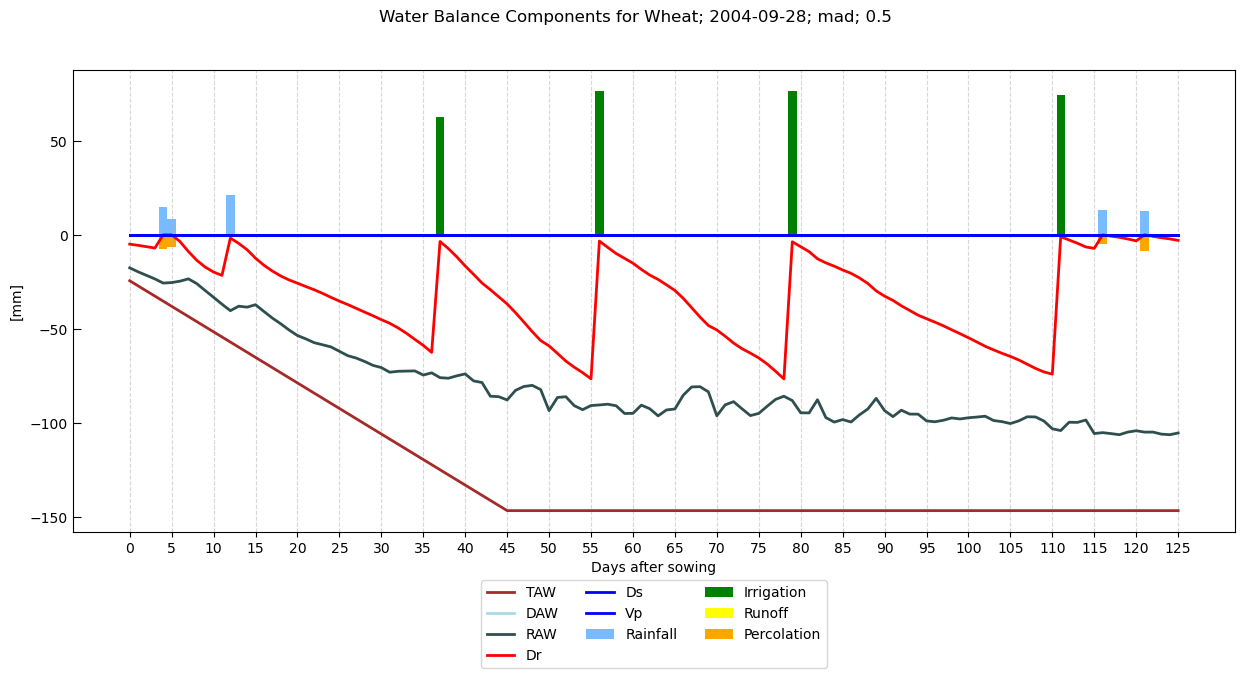 Water Balance Components for Wheat; 2004-09-28; mad; 0.5
50
0
−50
−100
−150
[mm]
0 5 10 15 20 25 30 35 40 45 50 55 60 65 70 75 80 85 90 95 100 105 110 115 120 125
Days after sowing
TAW Ds Irrigation
DAW Vp Runoff
RAW Rainfall Percolation
Dr